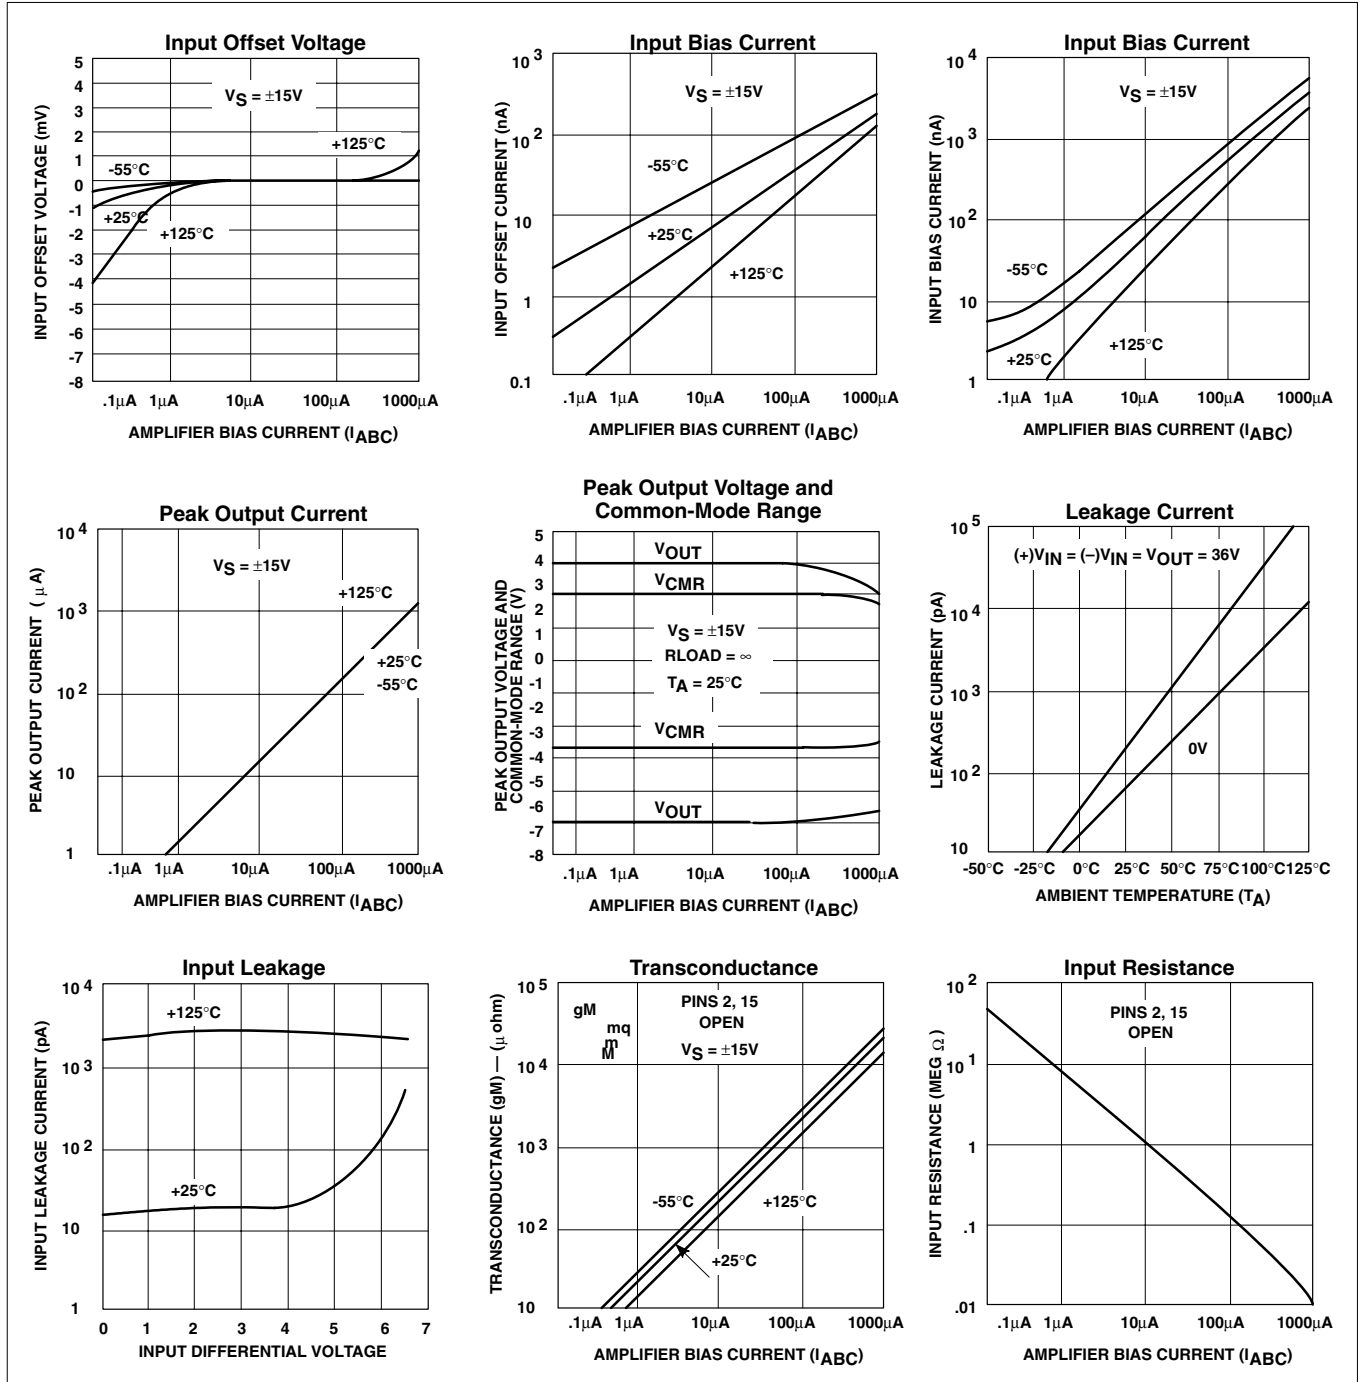 Input Offset Voltage
INPUT OFFSET VOLTAGE (mV)
5
4
3
2
1
0
-1
-2
-3
-4
-5
-6
-7
-8
VS = ±15V
+125°C
-55°C
+25°C
+125°C
.1µA 1µA 10µA 100µA 1000µA
AMPLIFIER BIAS CURRENT (IABC)
Input Bias Current
INPUT OFFSET CURRENT (nA)
10 3
10 2
10
1
0.1
VS = ±15V
-55°C
+25°C
+125°C
.1µA 1µA 10µA 100µA 1000µA
AMPLIFIER BIAS CURRENT (IABC)
Input Bias Current
INPUT BIAS CURRENT (nA)
10 4
10 3
10 2
10
1
VS = ±15V
-55°C
+25°C
+125°C
.1µA 1µA 10µA 100µA 1000µA
AMPLIFIER BIAS CURRENT (IABC)
Peak Output Current
PEAK OUTPUT CURRENT ( µ A)
10 4
10 3
10 2
10
1
VS = ±15V
+125°C
+25°C
-55°C
.1µA 1µA 10µA 100µA 1000µA
AMPLIFIER BIAS CURRENT (IABC)
Peak Output Voltage and
Common-Mode Range
PEAK OUTPUT VOLTAGE AND
COMMON-MODE RANGE (V)
5
4
3
2
1
0
-1
-2
-3
-4
-5
-6
-7
-8
VOUT
VCMR
VS = ±15V
RLOAD = ∞
TA = 25°C
VCMR
VOUT
.1µA 1µA 10µA 100µA 1000µA
AMPLIFIER BIAS CURRENT (IABC)
Leakage Current
LEAKAGE CURRENT (pA)
10 5
10 4
10 3
10 2
10
(+)VIN = (–)VIN = VOUT = 36V
0V
-50°C -25°C 0°C 25°C 50°C 75°C 100°C 125°C
AMBIENT TEMPERATURE (TA)
Input Leakage
INPUT LEAKAGE CURRENT (pA)
10 4
10 3
10 2
10
1
+125°C
+25°C
0 1 2 3 4 5 6 7
INPUT DIFFERENTIAL VOLTAGE
Transconductance
TRANSCONDUCTANCE (gM) — (µ ohm)
10 5
10 4
10 3
10 2
10
gM
mq
m
M
PINS 2, 15
OPEN
VS = ±15V
-55°C
+125°C
+25°C
.1µA 1µA 10µA 100µA 1000µA
AMPLIFIER BIAS CURRENT (IABC)
Input Resistance
INPUT RESISTANCE (MEG Ω)
10 2
10 1
1
.1
.01
PINS 2, 15
OPEN
.1µA 1µA 10µA 100µA 1000µA
AMPLIFIER BIAS CURRENT (IABC)